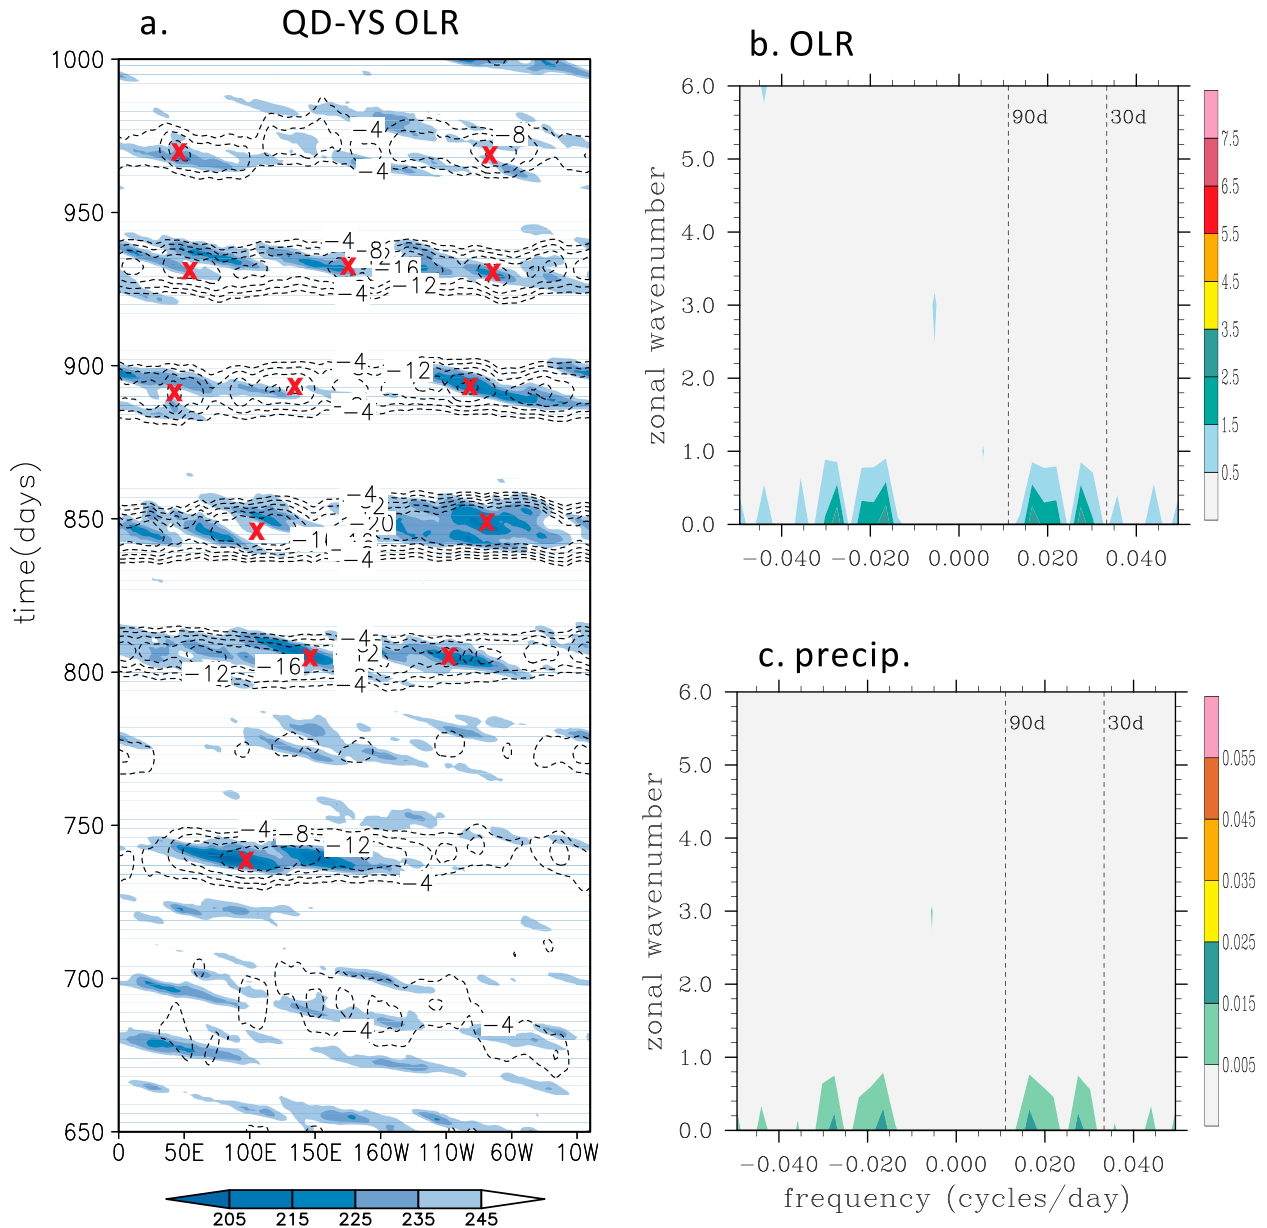 a. QD-YS OLR
1000
950
900
850
800
750
700
650
time(days)
0 50E 100E 150E 160W 110W 60W 10W
-4
-8
-4
X
X
-4
-8
-16
-12
-4
X
X
X
-4
-12
-4
X
X
X
-4
-20
-4
X
X
-4
-16
-12
-4
X
X
-4
-8
-12
-4
X
-4
-4
205 215 225 235 245
b. OLR
6.0
5.0
4.0
3.0
2.0
1.0
0.0
zonal wavenumber
90d
30d
-0.040 -0.020 0.000 0.020 0.040
7.5
6.5
5.5
4.5
3.5
2.5
1.5
0.5
c. precip.
6.0
5.0
4.0
3.0
2.0
1.0
0.0
zonal wavenumber
90d
30d
-0.040 -0.020 0.000 0.020 0.040
frequency (cycles/day)
0.055
0.045
0.035
0.025
0.015
0.005